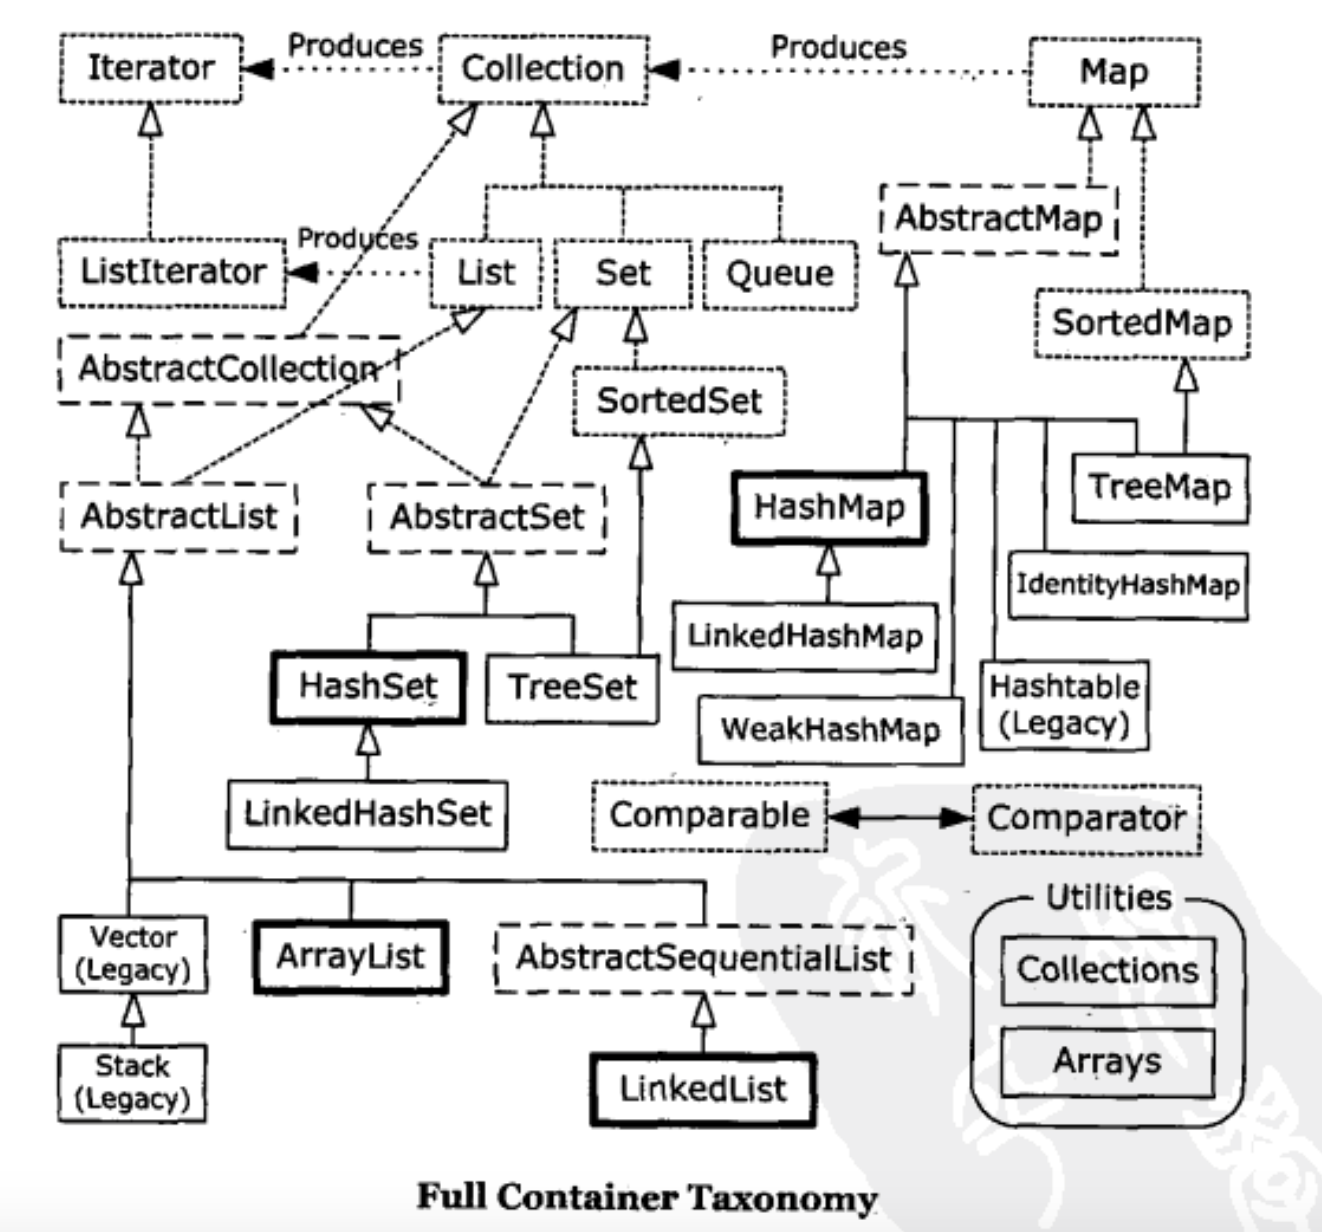 Iterator
Produces
Collection
Produces
Map
AbstractMap
ListIterator
Produces
List
Set
Queue
SortedMap
AbstractCollection
SortedSet
AbstractList
AbstractSet
HashMap
TreeMap
IdentityHashMap
LinkedHashMap
HashSet
TreeSet
Hashtable
(Legacy)
WeakHashMap
LinkedHashSet
Comparable
Comparator
Utilities
Vector
(Legacy)
ArrayList
AbstractSequentialList
Collections
Stack
(Legacy)
LinkedList
Arrays
Full Container Taxonomy